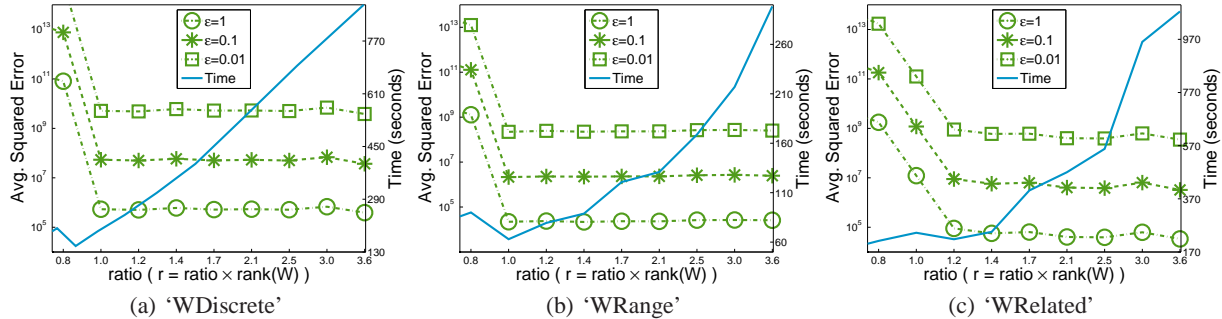 Avg. Squared Error
10^13
10^11
10^9
10^7
10^5
ε=1
ε=0.1
ε=0.01
Time
770
610
450
290
130
Time (seconds)
0.8 1.0 1.2 1.4 1.7 2.1 2.5 3.0 3.6
ratio ( r = ratio × rank(W) )
(a) ‘WDiscrete’
Avg. Squared Error
10^13
10^11
10^9
10^7
10^5
ε=1
ε=0.1
ε=0.01
Time
260
210
160
110
60
Time (seconds)
0.8 1.0 1.2 1.4 1.7 2.1 2.5 3.0 3.6
ratio ( r = ratio × rank(W) )
(b) ‘WRange’
Avg. Squared Error
10^13
10^11
10^9
10^7
10^5
ε=1
ε=0.1
ε=0.01
Time
970
770
570
370
170
Time (seconds)
0.8 1.0 1.2 1.4 1.7 2.1 2.5 3.0 3.6
ratio ( r = ratio × rank(W) )
(c) ‘WRelated’